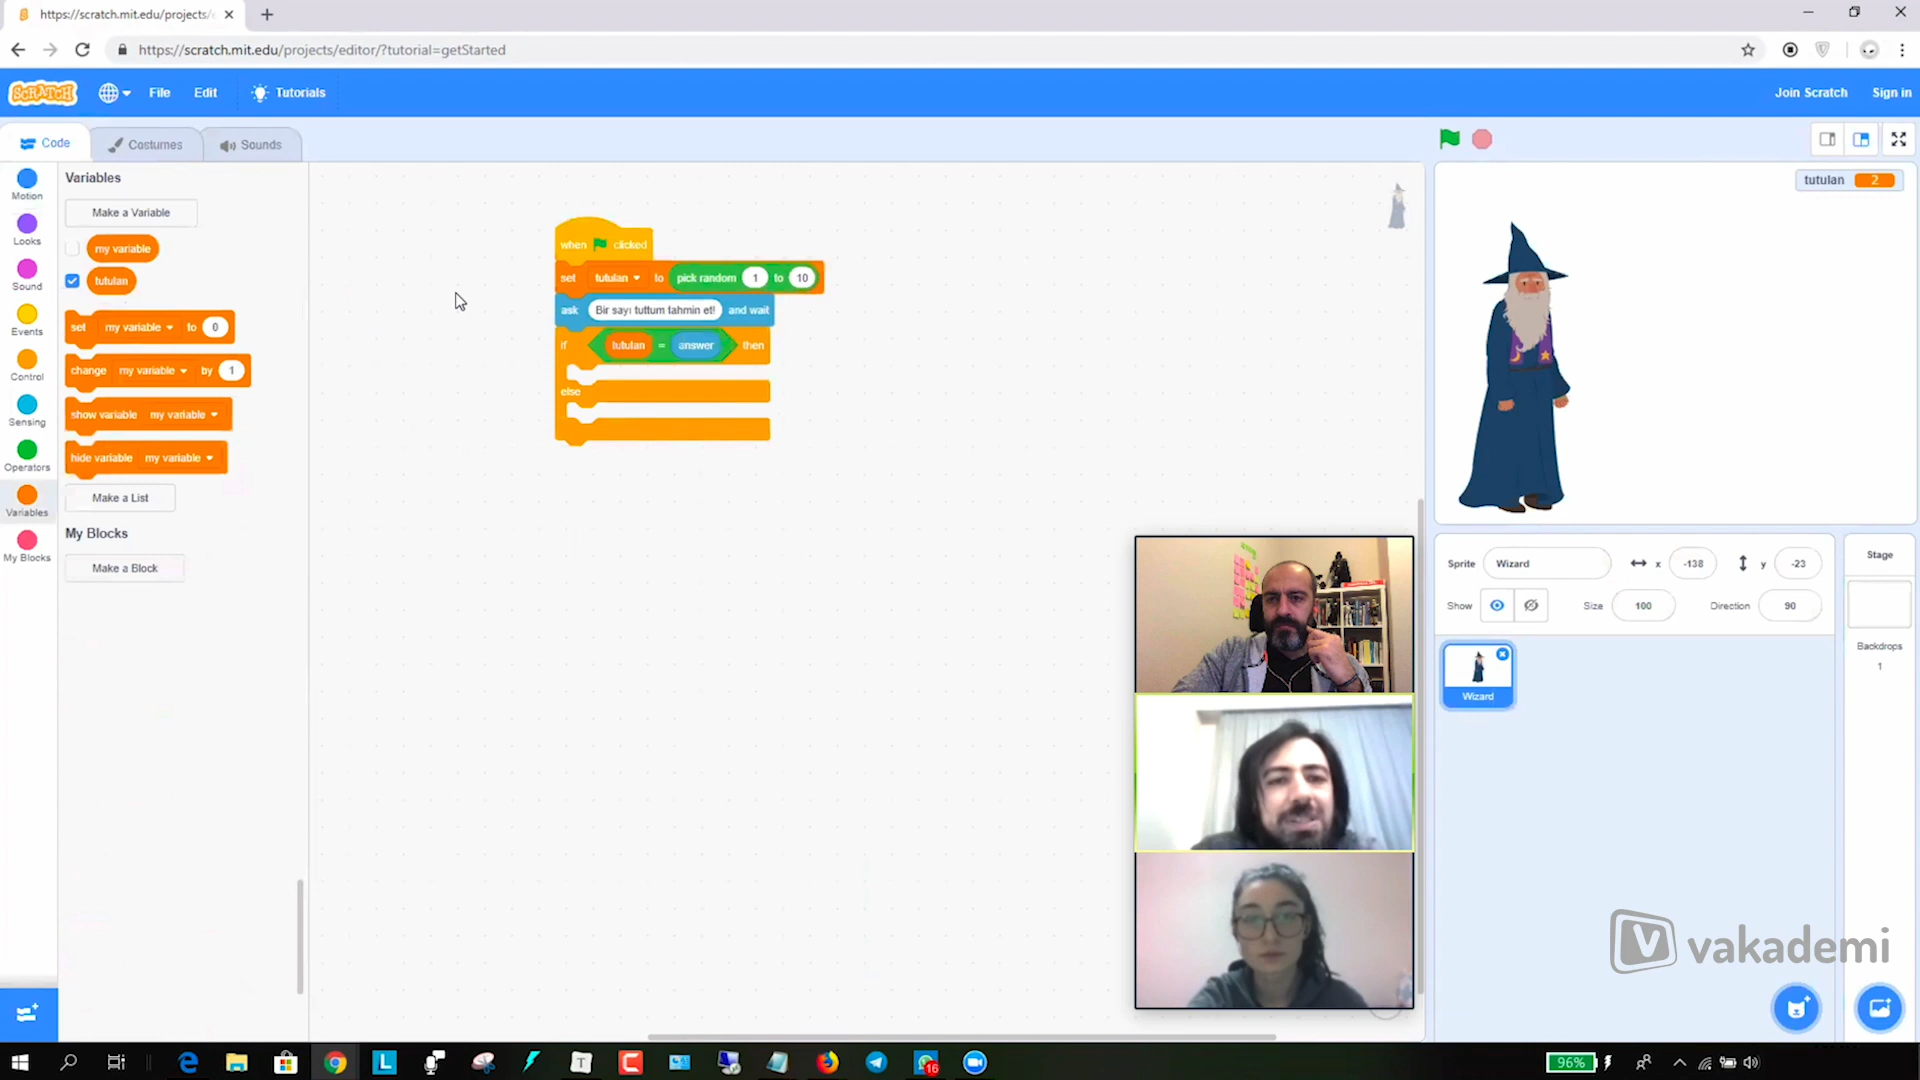 https://scratch.mit.edu/projects/
https://scratch.mit.edu/projects/editor/?tutorial=getStarted
SCRATCH File Edit Tutorials Join Scratch Sign in
Code Costumes Sounds
Motion
Looks
Sound
Events
Control
Sensing
Operators
Variables
My Blocks
Variables
Make a Variable
my variable
tutulan
set my variable to 0
change my variable by 1
show variable my variable
hide variable my variable
Make a List
My Blocks
Make a Block
when clicked
set tutulan to pick random 1 to 10
ask Bir sayı tuttum tahmin et! and wait
if tutulan = answer then
else
tutulan 2
Sprite Wizard x -138 y -23
Show Size 100 Direction 90
Wizard
Stage
Backdrops
1
V vakademi
L T C 16 96%